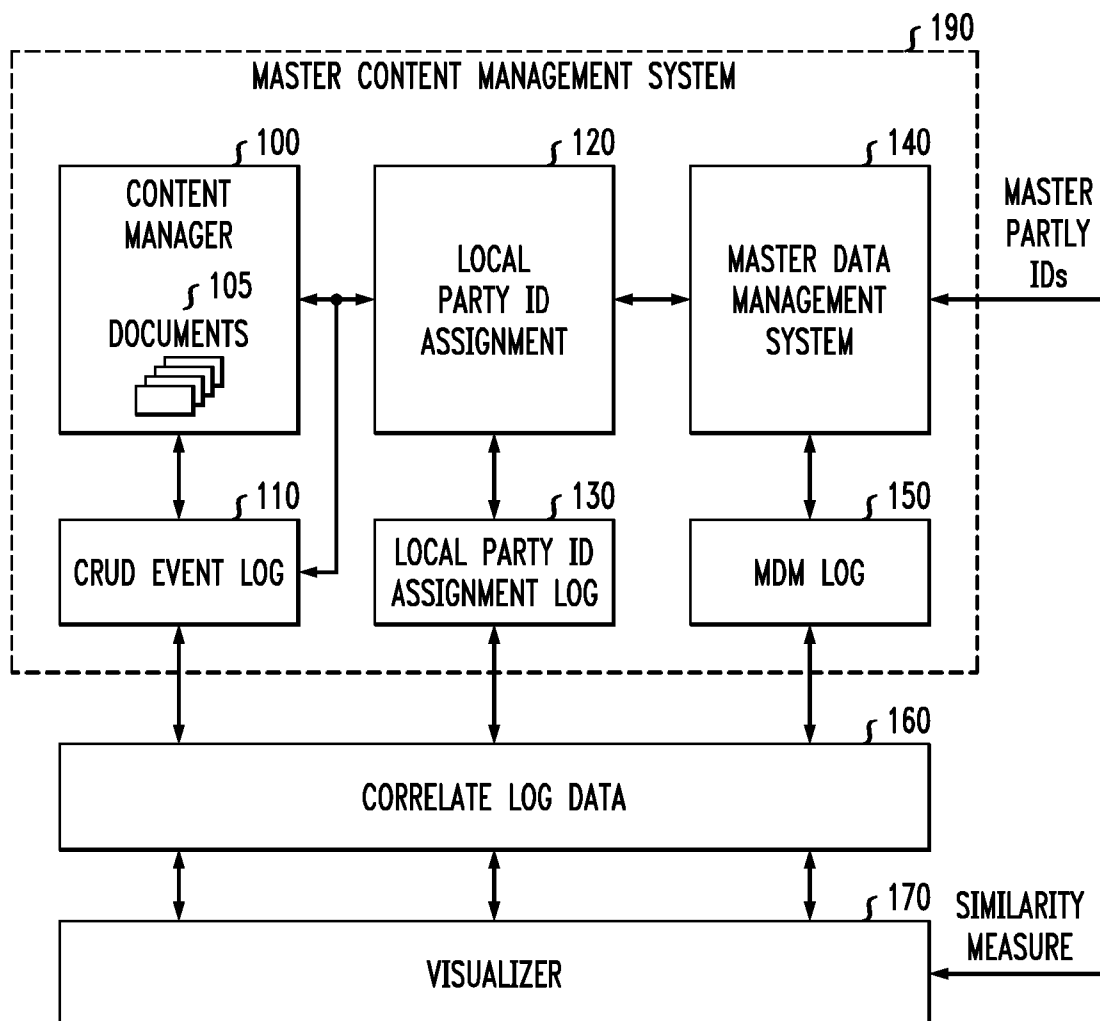 190
MASTER CONTENT MANAGEMENT SYSTEM
100
CONTENT
MANAGER
105
DOCUMENTS
120
LOCAL
PARTY ID
ASSIGNMENT
140
MASTER DATA
MANAGEMENT
SYSTEM
MASTER
PARTLY
IDs
110
CRUD EVENT LOG
130
LOCAL PARTY ID
ASSIGNMENT LOG
150
MDM LOG
160
CORRELATE LOG DATA
170
VISUALIZER
SIMILARITY
MEASURE